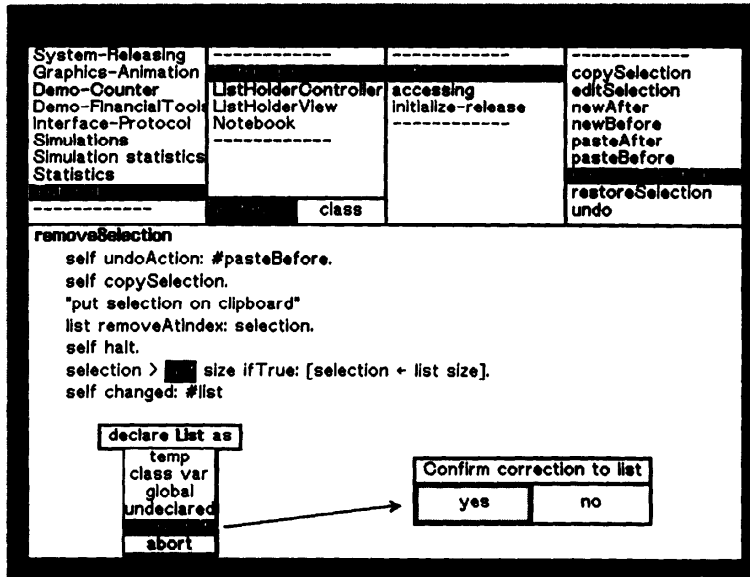 System-Releasing
Graphics-Animation
Demo-Counter
Demo-FinancialTools
Interface-Protocol
Simulations
Simulation statistics
Statistics
-------------
-------------
ListHolderController
ListHolderView
Notebook
-------------
class
-------------
accessing
initialize-release
-------------
-------------
copySelection
editSelection
newAfter
newBefore
pasteAfter
pasteBefore
restoreSelection
undo
removeSelection
self undoAction: #pasteBefore.
self copySelection.
"put selection on clipboard"
list removeAtIndex: selection.
self halt.
selection > size ifTrue: [selection ← list size].
self changed: #list
declare List as
temp
class var
global
undeclared
abort
Confirm correction to list
yes no